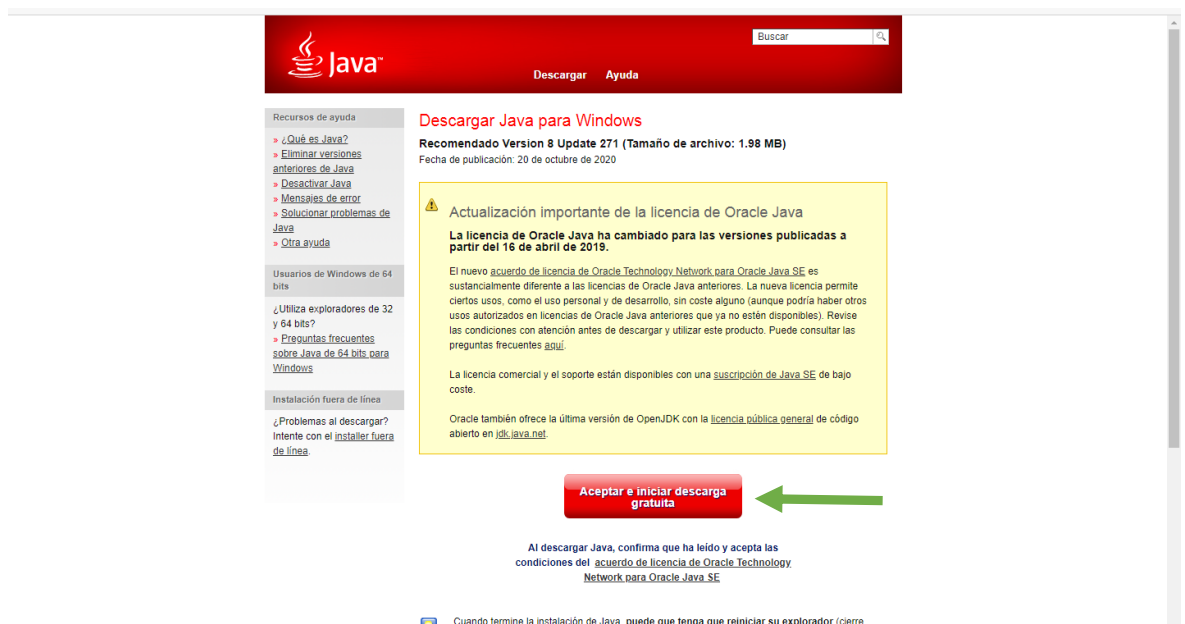 Java™
Buscar
Descargar Ayuda
Recursos de ayuda
» ¿Qué es Java?
» Eliminar versiones
anteriores de Java
» Desactivar Java
» Mensajes de error
» Solucionar problemas de
Java
» Otra ayuda
Usuarios de Windows de 64
bits
¿Utiliza exploradores de 32
y 64 bits?
» Preguntas frecuentes
sobre Java de 64 bits para
Windows
Instalación fuera de línea
¿Problemas al descargar?
Intente con el installer fuera
de línea.
Descargar Java para Windows
Recomendado Version 8 Update 271 (Tamaño de archivo: 1.98 MB)
Fecha de publicación: 20 de octubre de 2020
Actualización importante de la licencia de Oracle Java
La licencia de Oracle Java ha cambiado para las versiones publicadas a
partir del 16 de abril de 2019.
El nuevo acuerdo de licencia de Oracle Technology Network para Oracle Java SE es
sustancialmente diferente a las licencias de Oracle Java anteriores. La nueva licencia permite
ciertos usos, como el uso personal y de desarrollo, sin coste alguno (aunque podría haber otros
usos autorizados en licencias de Oracle Java anteriores que ya no estén disponibles). Revise
las condiciones con atención antes de descargar y utilizar este producto. Puede consultar las
preguntas frecuentes aquí.
La licencia comercial y el soporte están disponibles con una suscripción de Java SE de bajo
coste.
Oracle también ofrece la última versión de OpenJDK con la licencia pública general de código
abierto en jdk.java.net.
Aceptar e iniciar descarga
gratuita
Al descargar Java, confirma que ha leído y acepta las
condiciones del acuerdo de licencia de Oracle Technology
Network para Oracle Java SE
Cuando termine la instalación de Java, puede que tenga que reiniciar su explorador (cierre